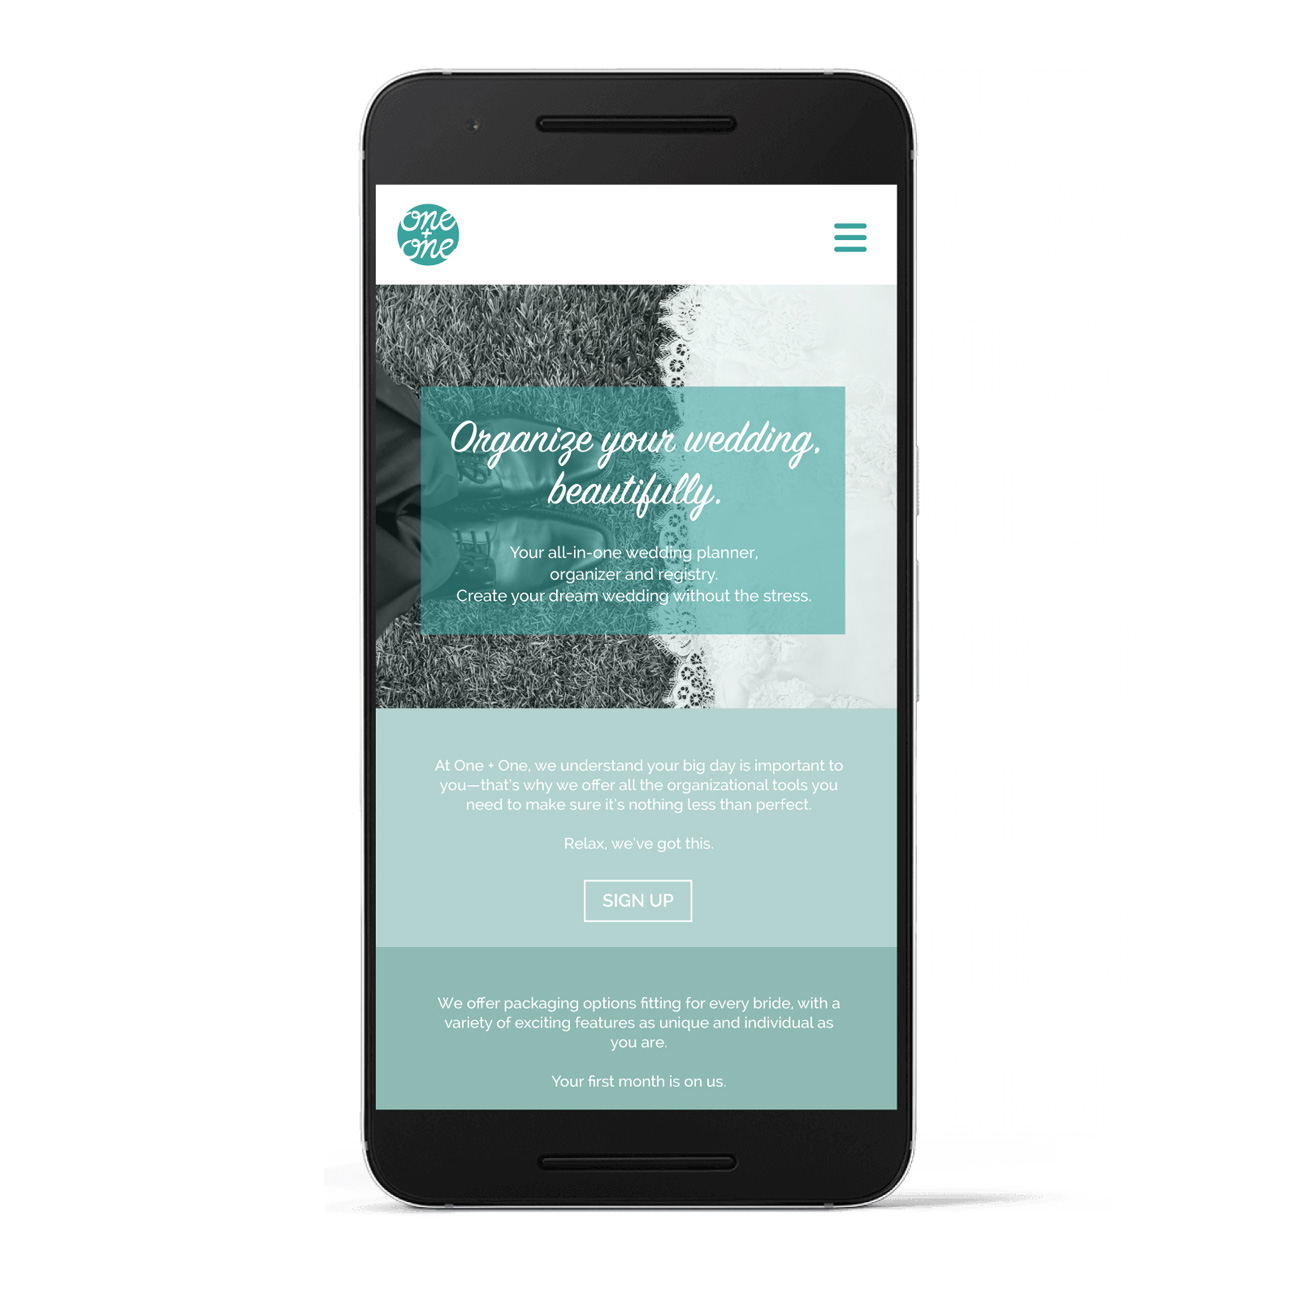 one
+
one
Organize your wedding,
beautifully.
Your all-in-one wedding planner,
organizer and registry.
Create your dream wedding without the stress.
At One + One, we understand your big day is important to
you—that's why we offer all the organizational tools you
need to make sure it's nothing less than perfect.
Relax, we've got this.
SIGN UP
We offer packaging options fitting for every bride, with a
variety of exciting features as unique and individual as
you are.
Your first month is on us.